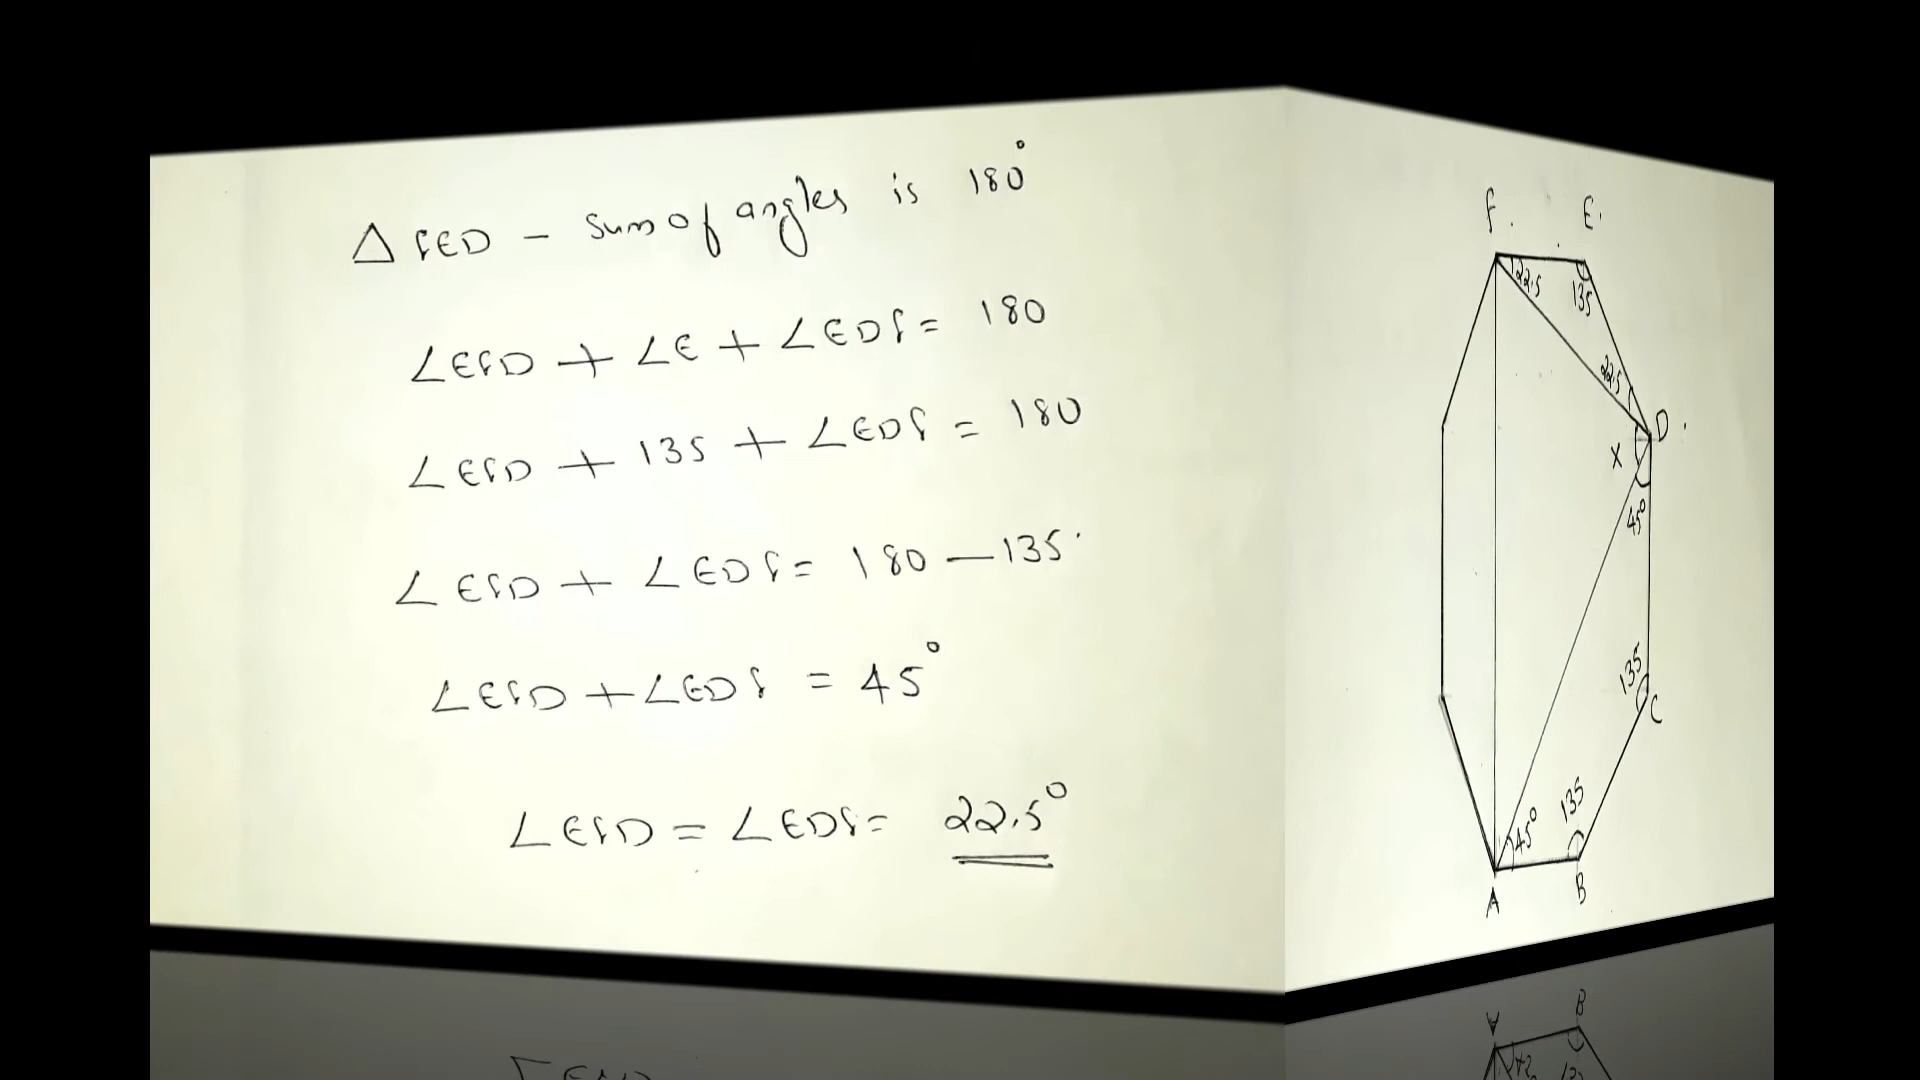 △ FED - Sum of angles is 180°
∠EFD + ∠E + ∠EDF = 180
∠EFD + 135 + ∠EDF = 180
∠EFD + ∠EDF = 180 - 135
∠EFD + ∠EDF = 45°
∠EFD = ∠EDF = 22.5°
F. E.
22.5 135
22.5
D.
X
45°
135
C
135
45°
A B